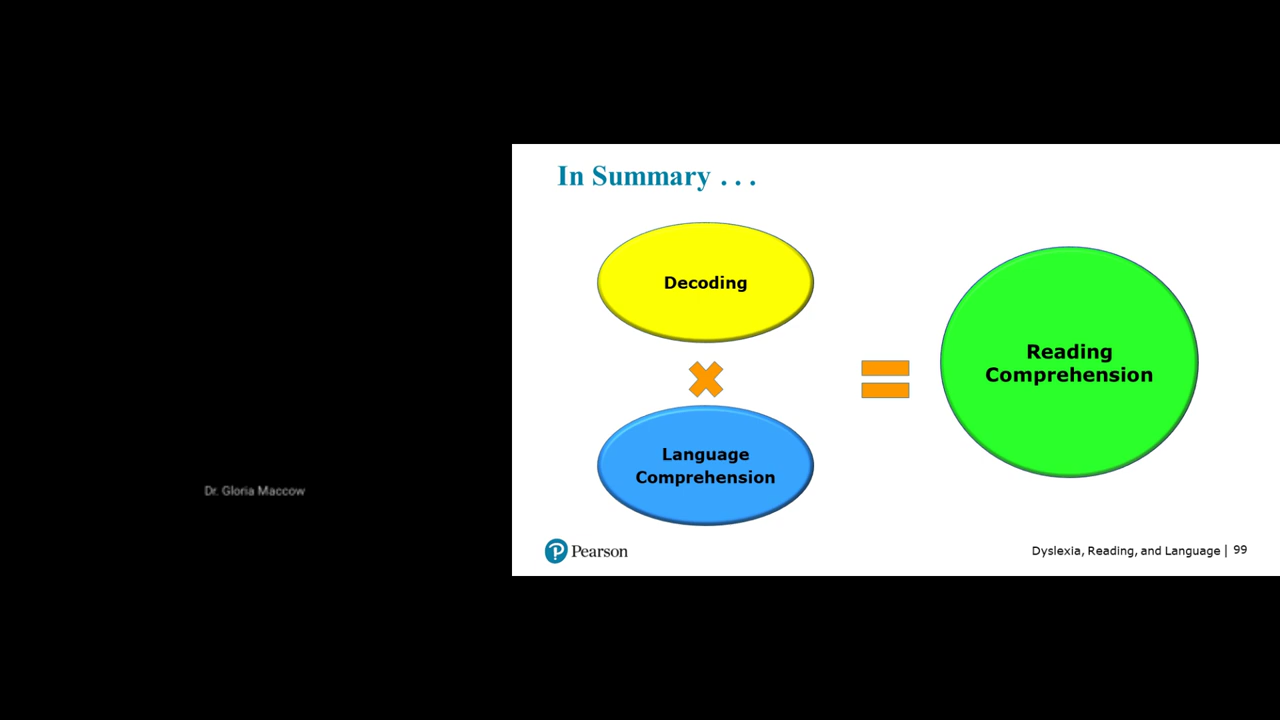 In Summary . . .
Decoding
Language
Comprehension
Reading
Comprehension
Dr. Gloria Maccow
Pearson
Dyslexia, Reading, and Language | 99